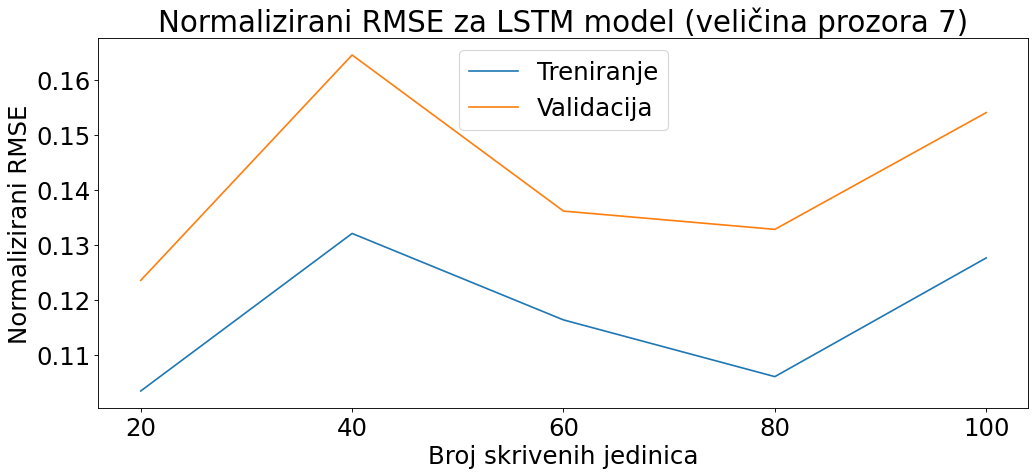 Normalizirani RMSE za LSTM model (veličina prozora 7)
Treniranje
Validacija
Normalizirani RMSE
0.16
0.15
0.14
0.13
0.12
0.11
20 40 60 80 100
Broj skrivenih jedinica